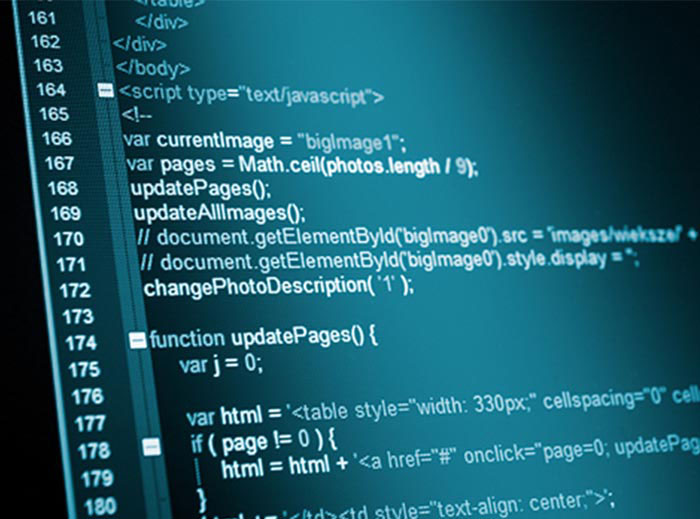 </table>
161 </div>
162 </div>
163 </body>
164 <script type="text/javascript">
165 <!--
166 var currentImage = "bigImage1";
167 var pages = Math.ceil(photos.length / 9);
168 updatePages();
169 updateAllImages();
170 // document.getElementById('bigImage0').src = 'images/wieksze/' +
171 // document.getElementById('bigImage0').style.display = '';
172 changePhotoDescription( '1' );
173
174 function updatePages() {
175 var j = 0;
176
177 var html = '<table style="width: 330px;" cellspacing="0" cell
178 if ( page != 0 ) {
179 html = html + '<a href="#" onclick="page=0; updatePag
180 }
'</td><td style="text-align: center;">';